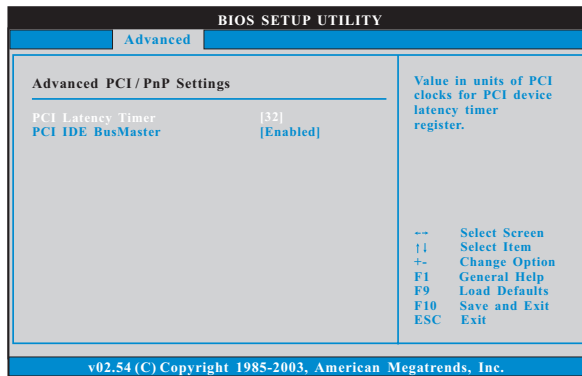 BIOS SETUP UTILITY
Advanced
Advanced PCI / PnP Settings
PCI Latency Timer [32]
PCI IDE BusMaster [Enabled]
Value in units of PCI
clocks for PCI device
latency timer
register.
←→ Select Screen
↑↓ Select Item
+- Change Option
F1 General Help
F9 Load Defaults
F10 Save and Exit
ESC Exit
v02.54 (C) Copyright 1985-2003, American Megatrends, Inc.